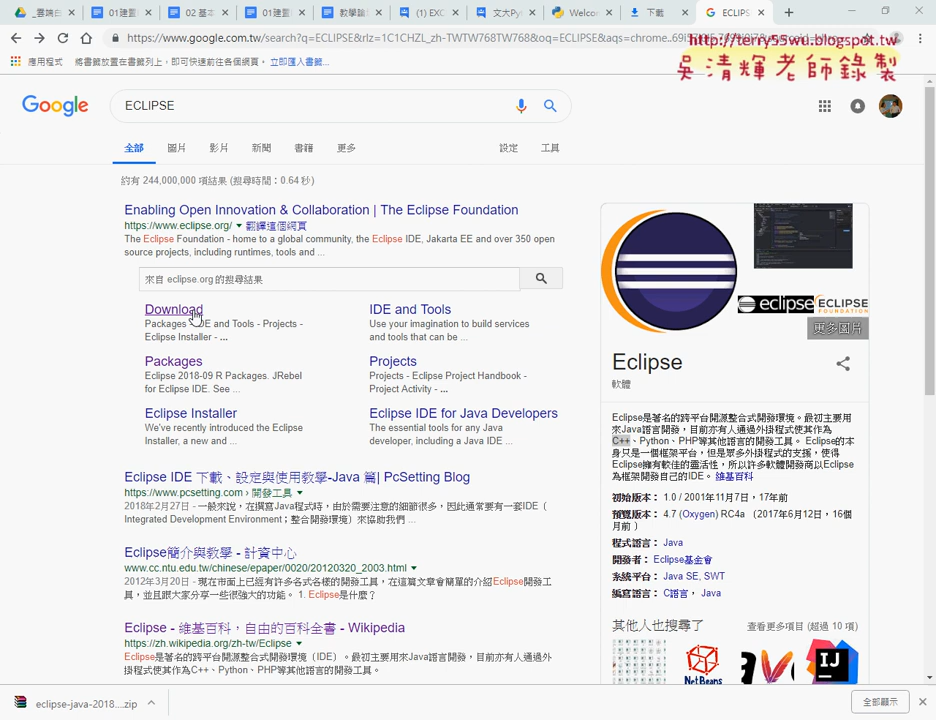 _雲端白
01建置
02 基本
01建置
教學論
(1) EXC
文大Py
Welcom
下載
ECLIPS
https://www.google.com.tw/search?q=ECLIPSE&rlz=1C1CHZL_zh-TWTW768TW768&oq=ECLIPSE&aqs=chrome..69i
http://terry55wu.blogspot.tw
應用程式 將書籤放置在書籤列上，即可快速前往各個網頁。 立即匯入書籤...
吳清輝老師錄製
Google
ECLIPSE
全部 圖片 影片 新聞 書籍 更多 設定 工具
約有 244,000,000 項結果 (搜尋時間：0.64 秒)
Enabling Open Innovation & Collaboration | The Eclipse Foundation
https://www.eclipse.org/ 翻譯這個網頁
The Eclipse Foundation - home to a global community, the Eclipse IDE, Jakarta EE and over 350 open
source projects, including runtimes, tools and ...
來自 eclipse.org 的搜尋結果
Download
Packages IDE and Tools - Projects -
Eclipse Installer - ...
IDE and Tools
Use your imagination to build services
and tools that can be ...
Packages
Eclipse 2018-09 R Packages. JRebel
for Eclipse IDE. See ...
Projects
Projects - Eclipse Project Handbook -
Project Activity - ...
Eclipse Installer
We've recently introduced the Eclipse
Installer, a new and ...
Eclipse IDE for Java Developers
The essential tools for any Java
developer, including a Java IDE ...
Eclipse IDE 下載、設定與使用教學-Java 篇| PcSetting Blog
https://www.pcsetting.com › 開發工具
2018年2月27日 - 一般來說，在撰寫Java程式時，由於需要注意的細節很多，因此通常要有一套IDE（
Integrated Development Environment；整合開發環境）來協助我們 ...
Eclipse簡介與教學 - 計資中心
www.cc.ntu.edu.tw/chinese/epaper/0020/20120320_2003.html
2012年3月20日 - 現在市面上已經有許多各式各樣的開發工具，在這篇文章會簡單的介紹Eclipse開發工
具，並且跟大家分享一些很強大的功能。 1. Eclipse是什麼？
Eclipse - 維基百科，自由的百科全書 - Wikipedia
https://zh.wikipedia.org/zh-tw/Eclipse
Eclipse是著名的跨平台開源整合式開發環境（IDE）。最初主要用來Java語言開發，目前亦有人通過外
掛程式使其作為C++、Python、PHP等其他語言的開發工具。
eclipse
ECLIPSE
FOUNDATION
更多圖片
Eclipse
軟體
Eclipse是著名的跨平台開源整合式開發環境。最初主要用
來Java語言開發，目前亦有人通過外掛程式使其作為
C++、Python、PHP等其他語言的開發工具。 Eclipse的本
身只是一個框架平台，但是眾多外掛程式的支援，使得
Eclipse擁有較佳的靈活性，所以許多軟體開發商以Eclipse
為框架開發自己的IDE。 維基百科
初始版本： 1.0 / 2001年11月7日，17年前
預覽版本： 4.7 (Oxygen) RC4a （2017年6月12日，16個
月前）
程式語言： Java
開發者： Eclipse基金會
系統平台： Java SE, SWT
編寫語言： C語言， Java
其他人也搜尋了 查看更多項目 (超過 10 項)
NetBeans
IJ
eclipse-java-2018....zip
全部顯示